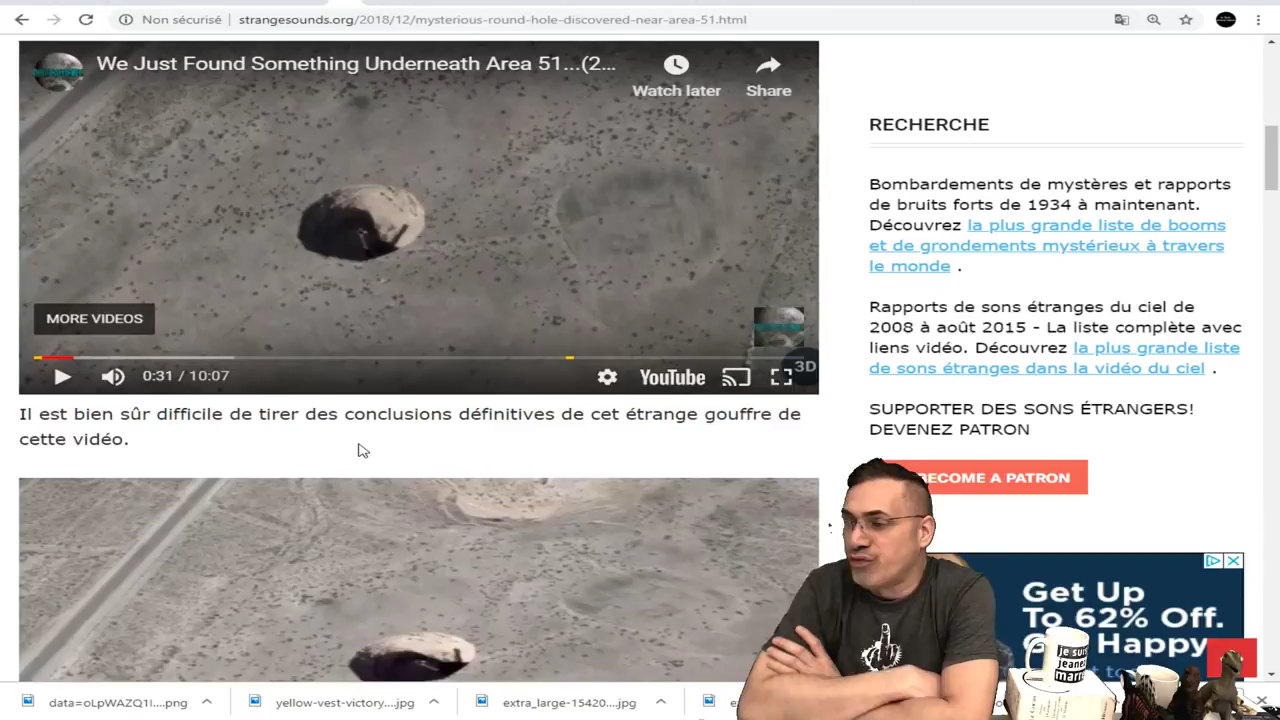 Non sécurisé | strangesounds.org/2018/12/mysterious-round-hole-discovered-near-area-51.html
We Just Found Something Underneath Area 51...(2...
Watch later
Share
MORE VIDEOS
0:31 / 10:07
YouTube
3D
Il est bien sûr difficile de tirer des conclusions définitives de cet étrange gouffre de
cette vidéo.
RECHERCHE
Bombardements de mystères et rapports
de bruits forts de 1934 à maintenant.
Découvrez la plus grande liste de booms
et de grondements mystérieux à travers
le monde .
Rapports de sons étranges du ciel de
2008 à août 2015 - La liste complète avec
liens vidéo. Découvrez la plus grande liste
de sons étranges dans la vidéo du ciel .
SUPPORTER DES SONS ÉTRANGERS!
DEVENEZ PATRON
ECOME A PATRON
Get Up
To 62% Off.
Happy
je suis
data=oLpWAZQ1I....png
yellow-vest-victory....jpg
extra_large-15420....jpg